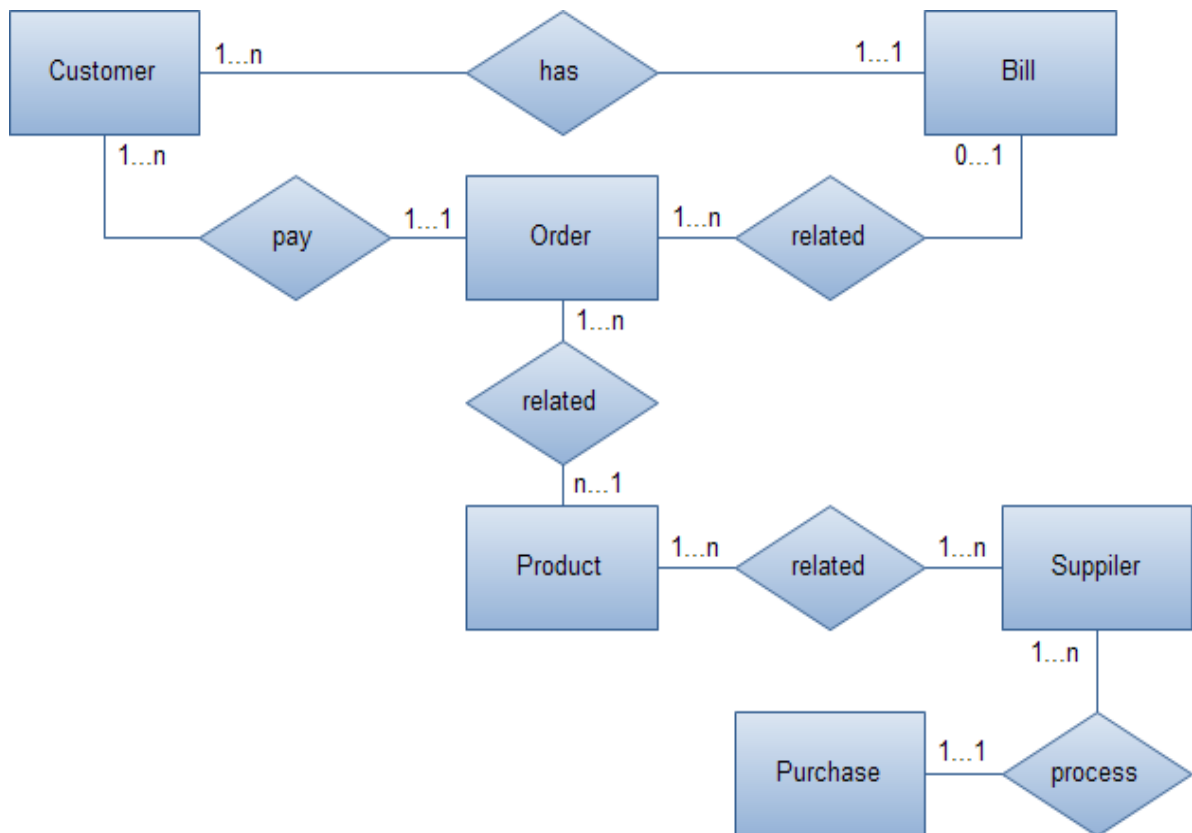 Customer
1...n
has
1...1
Bill
1...n
0...1
pay
1...1
Order
1...n
related
1...n
related
n...1
Product
1...n
related
1...n
Suppiler
1...n
Purchase
1...1
process